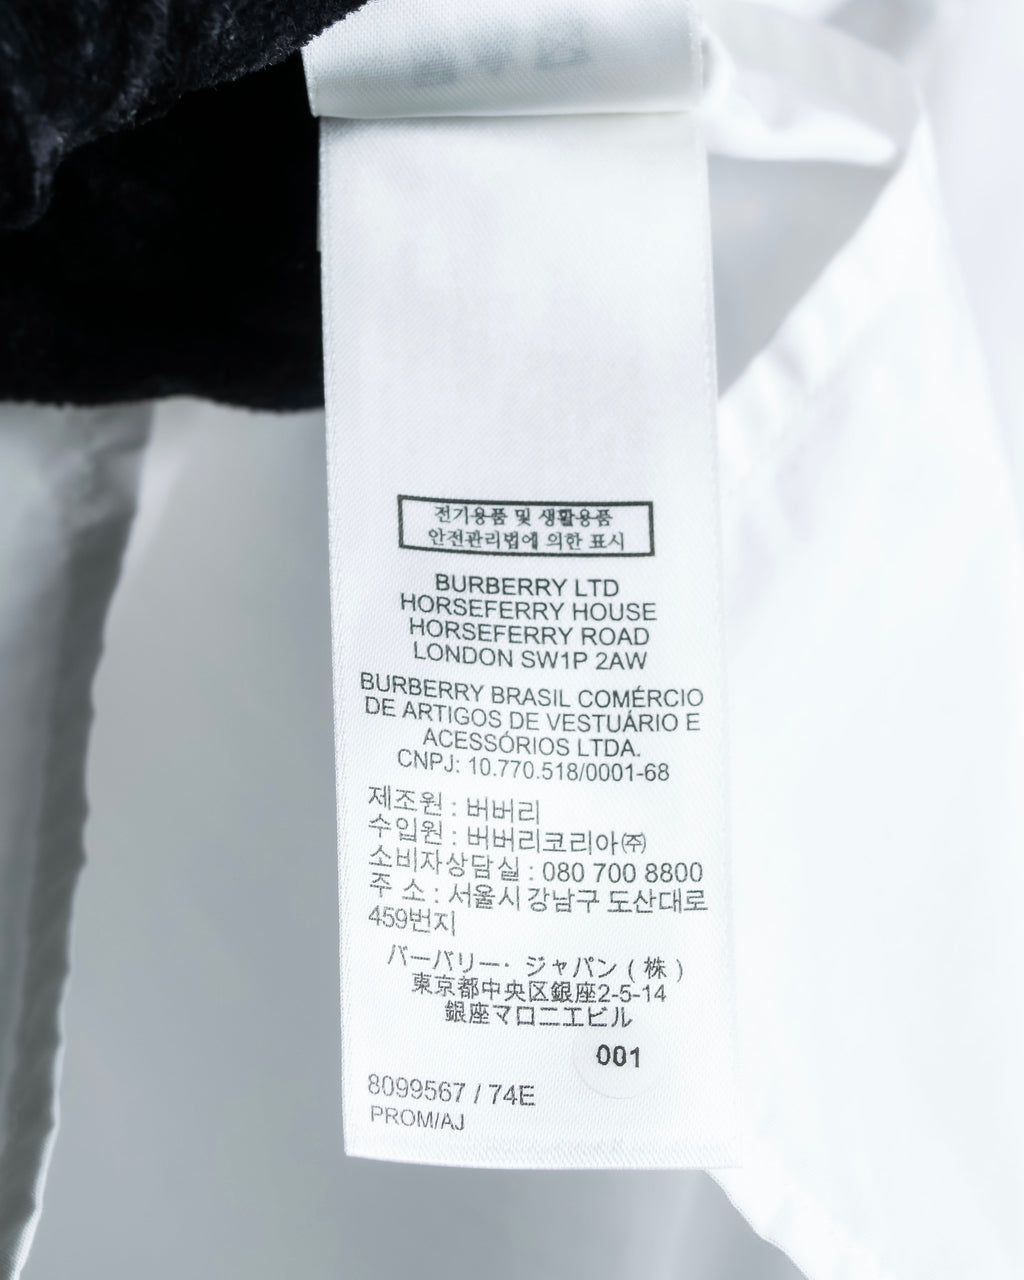 전기용품 및 생활용품
안전관리법에 의한 표시
BURBERRY LTD
HORSEFERRY HOUSE
HORSEFERRY ROAD
LONDON SW1P 2AW
BURBERRY BRASIL COMÉRCIO
DE ARTIGOS DE VESTUÁRIO E
ACESSÓRIOS LTDA.
CNPJ: 10.770.518/0001-68
제조원 : 버버리
수입원 : 버버리코리아㈜
소비자상담실 : 080 700 8800
주 소 : 서울시 강남구 도산대로
459번지
バーバリー· ジャパン ( 株 )
東京都中央区銀座2-5-14
銀座マロニエビル
001
8099567 / 74E
PROM/AJ